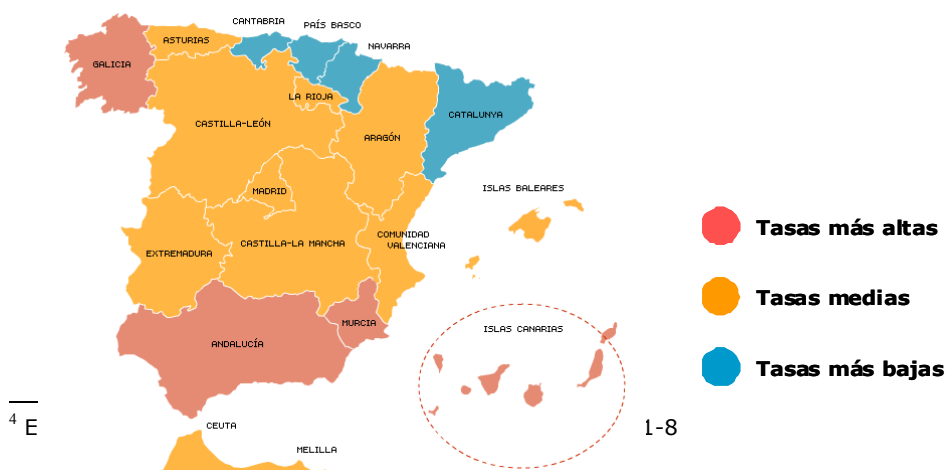 CANTABRIA
PAÍS BASCO
ASTURIAS
NAVARRA
GALICIA
LA RIOJA
CATALUNYA
CASTILLA-LEÓN
ARAGÓN
MADRID
ISLAS BALEARES
Tasas más altas
CASTILLA-LA MANCHA
COMUNIDAD
VALENCIANA
EXTREMADURA
Tasas medias
MURCIA
ISLAS CANARIAS
ANDALUCÍA
Tasas más bajas
4 E
1-8
CEUTA
MELILLA